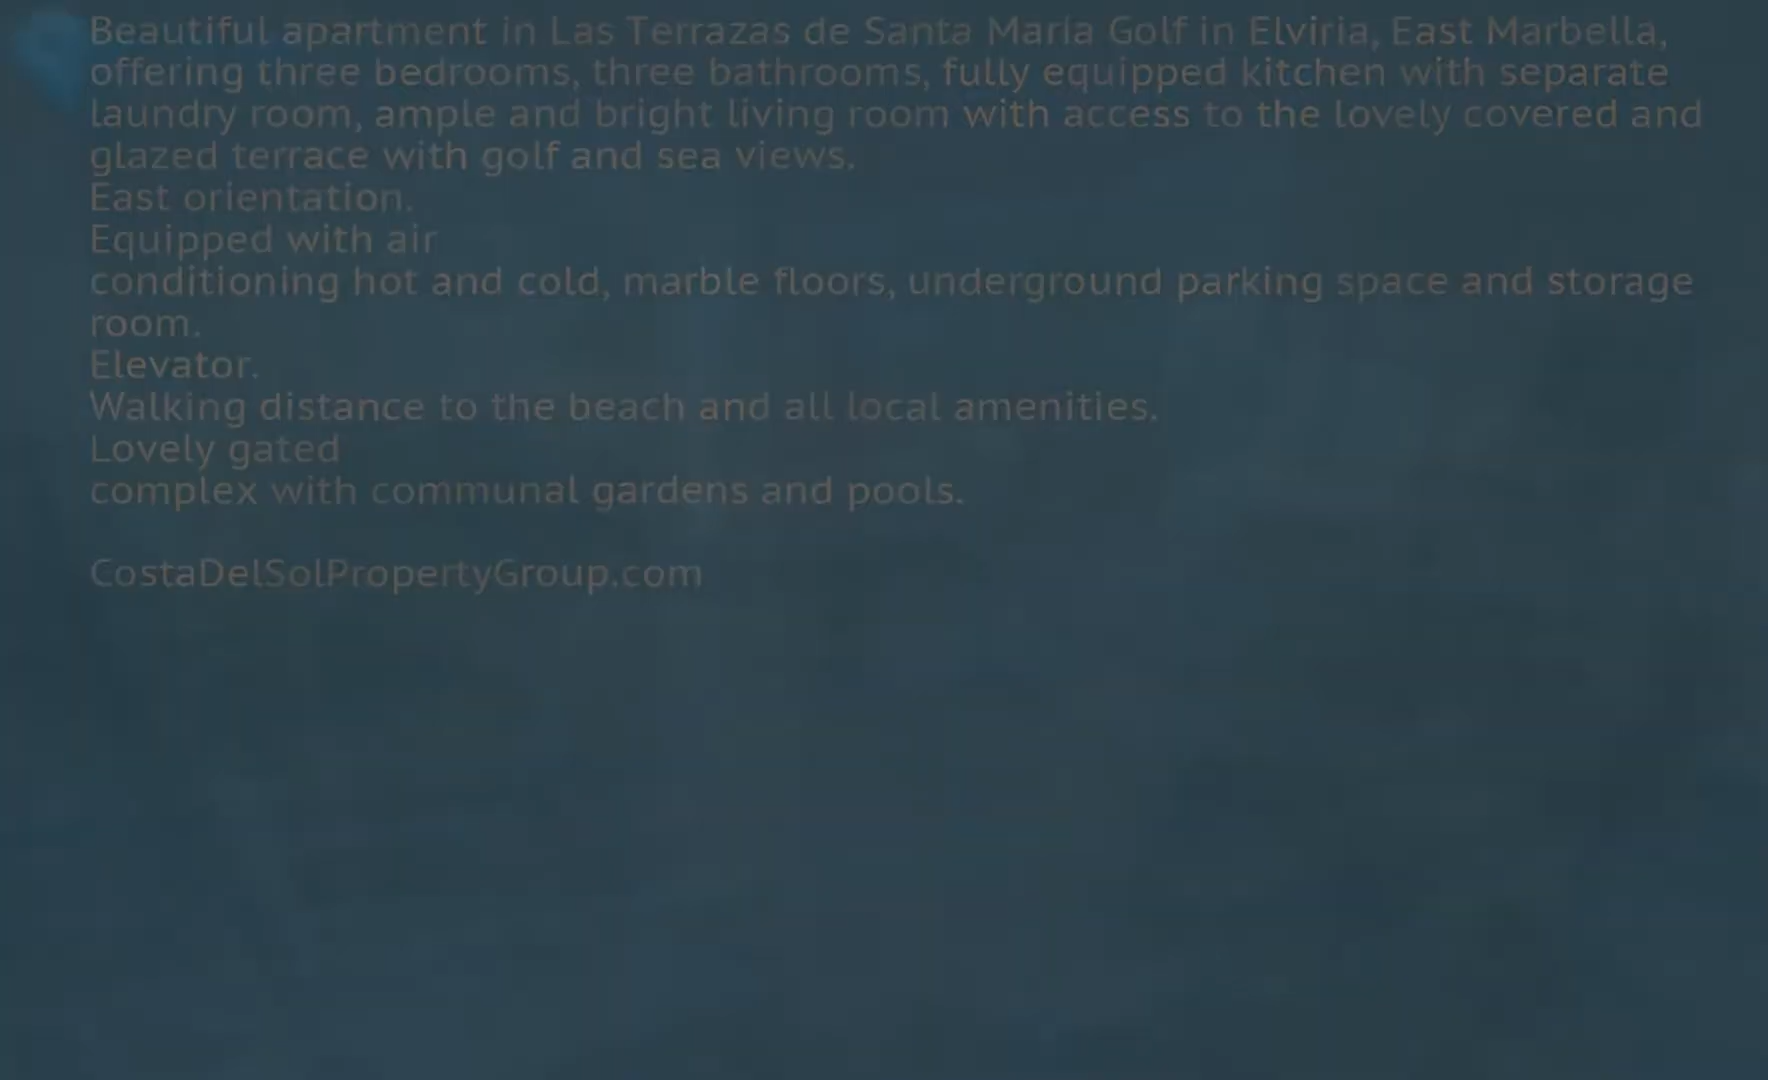 Beautiful apartment in Las Terrazas de Santa María Golf in Elviria, East Marbella,
offering three bedrooms, three bathrooms, fully equipped kitchen with separate
laundry room, ample and bright living room with access to the lovely covered and
glazed terrace with golf and sea views.
East orientation.
Equipped with air
conditioning hot and cold, marble floors, underground parking space and storage
room.
Elevator.
Walking distance to the beach and all local amenities.
Lovely gated
complex with communal gardens and pools.
CostaDelSolPropertyGroup.com